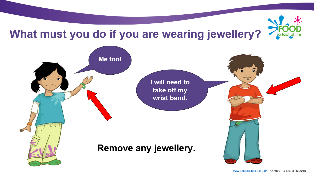 What must you do if you are wearing jewellery?
FOOD
Me too!
I will need to
take off my
wrist band.
Remove any jewellery.